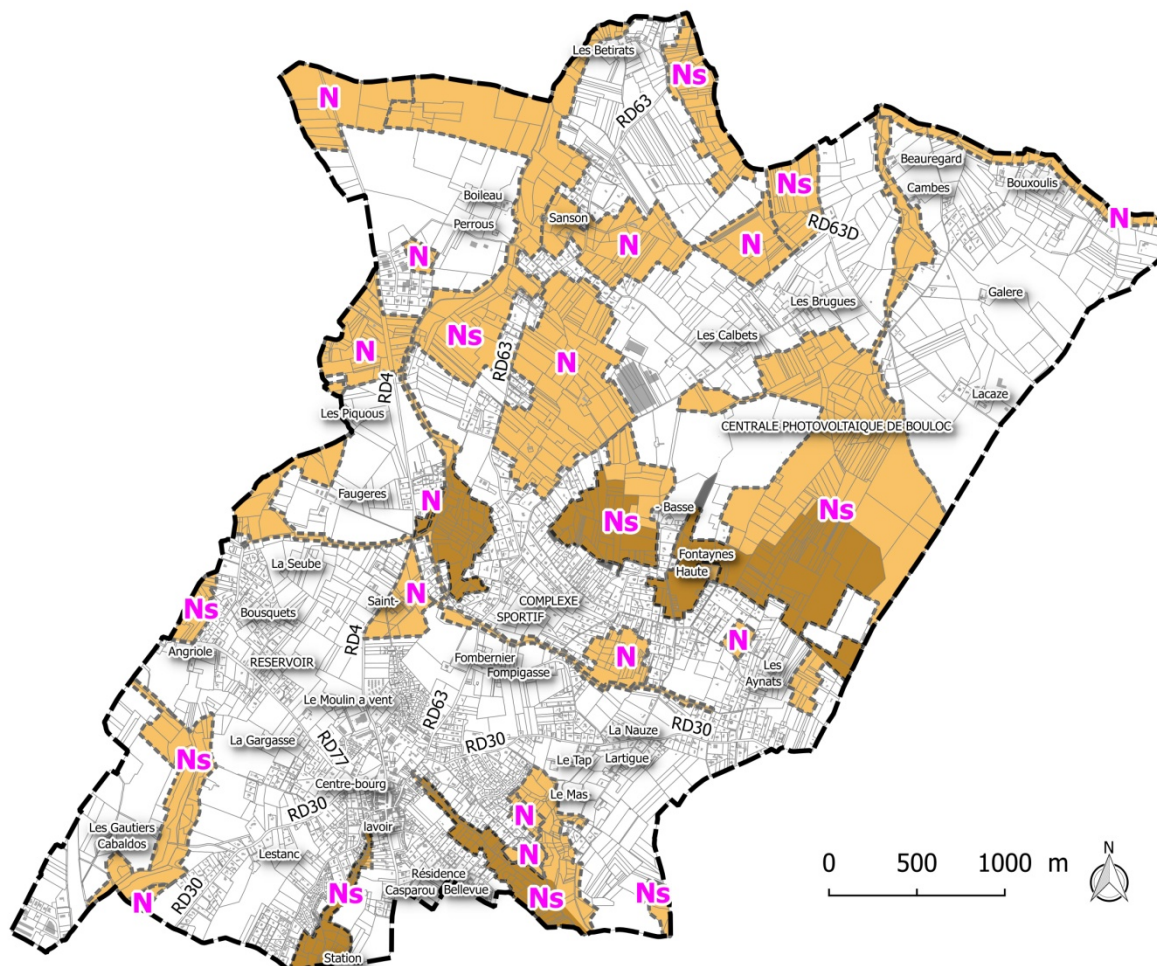 Les Betirats
Ns
N
RD63
Beauregard
Cambes
Bouxoulis
Ns
Boileau
Sanson
Perrous
RD63D
N
N
N
N
Galere
Les Brugues
Ns
Les Calbets
N
RD63
N
RD4
Lacaze
Les Piquous
CENTRALE PHOTOVOLTAIQUE DE BOULOC
Faugeres
N
- Basse
Ns
Ns
Fontaynes
Haute
La Seube
Saint-
N
COMPLEXE
SPORTIF
Ns
Bousquets
RD4
N
N
Angriole
RESERVOIR
Fombernier
Fompigasse
Les
Aynats
Le Moulin a vent
RD63
La Nauze
RD30
La Gargasse
RD77
RD30
Le Tap
Lartigue
Ns
Centre-bourg
Le Mas
RD30
N
lavoir
Les Gautiers
Cabaldos
Lestanc
N
Résidence
Casparou
Bellevue
RD30
N
Ns
Ns
Ns
Station
0 500 1000 m
N